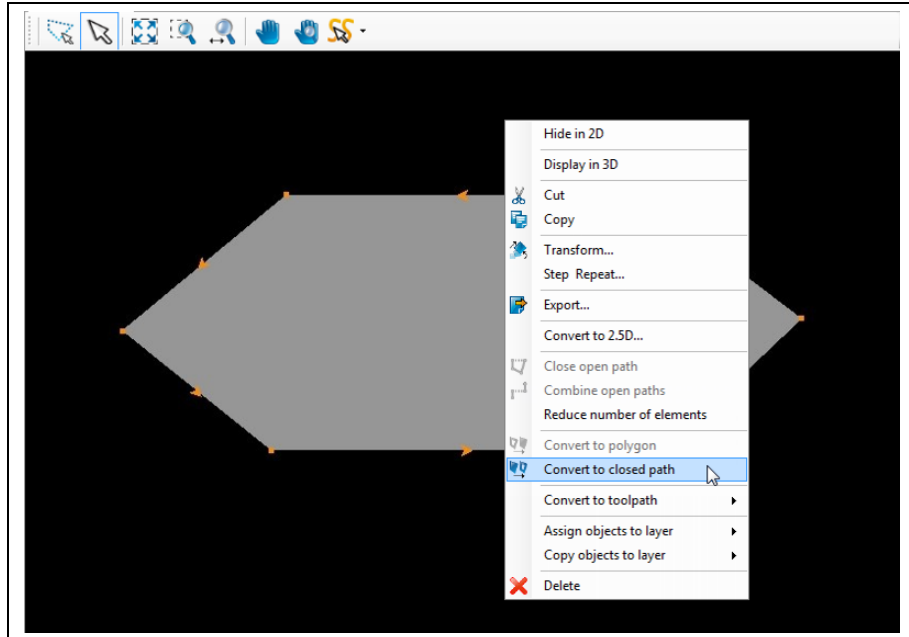 Hide in 2D
Display in 3D
Cut
Copy
Transform...
Step Repeat...
Export...
Convert to 2.5D...
Close open path
Combine open paths
Reduce number of elements
Convert to polygon
Convert to closed path
Convert to toolpath
Assign objects to layer
Copy objects to layer
Delete